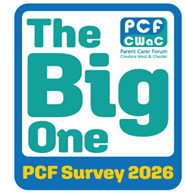 The
Big
One
PCF
CWaC
Parent Carer Forum
Cheshire West & Chester
PCF Survey 2026